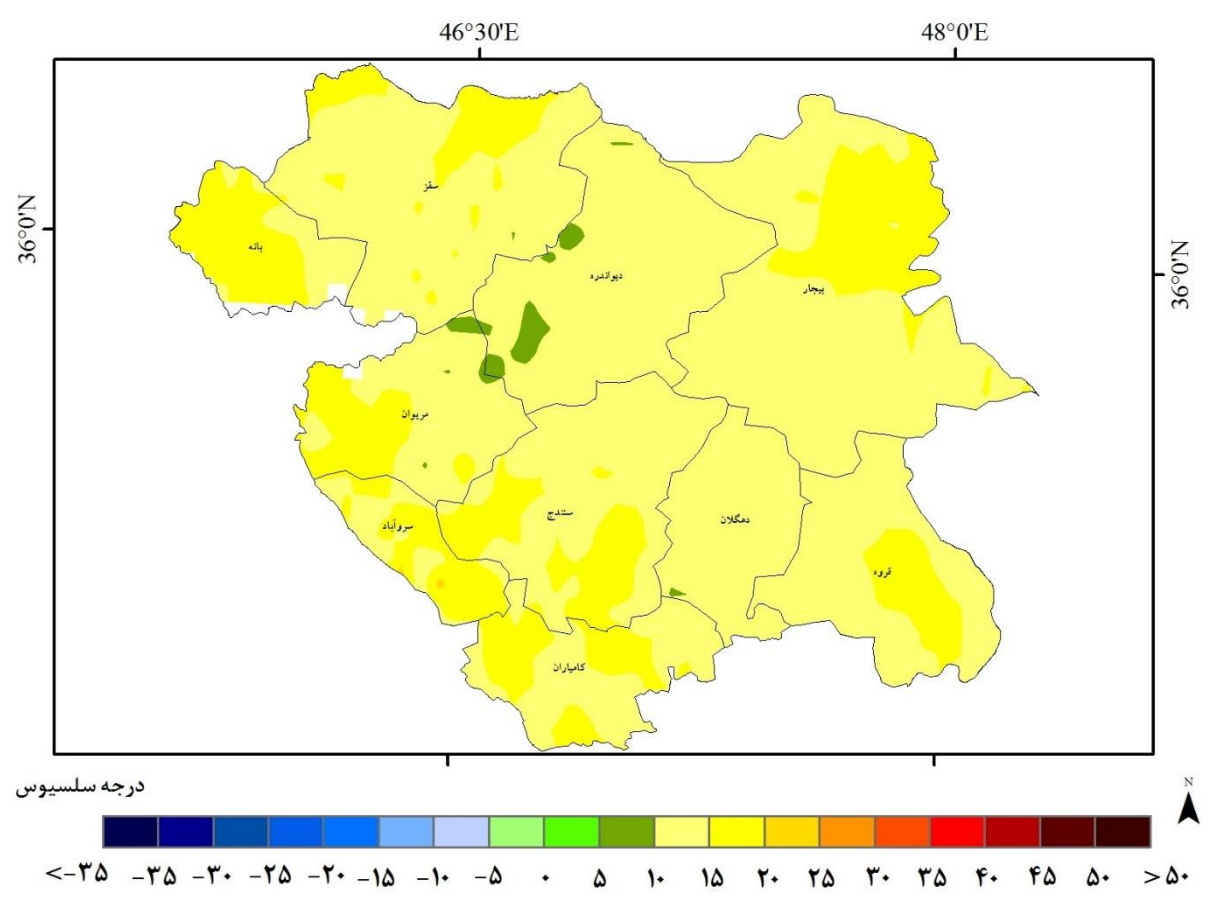 46°30'E 48°0'E
36°0'N
36°0'N
سقز
بانه
دیواندره
بیجار
مریوان
سنندج
دهگلان
سروآباد
قروه
کامیاران
درجه سلسیوس
N
<-۳۵ -۳۵ -۳۰ -۲۵ -۲۰ -۱۵ -۱۰ -۵ ۰ ۵ ۱۰ ۱۵ ۲۰ ۲۵ ۳۰ ۳۵ ۴۰ ۴۵ ۵۰ >۵۰